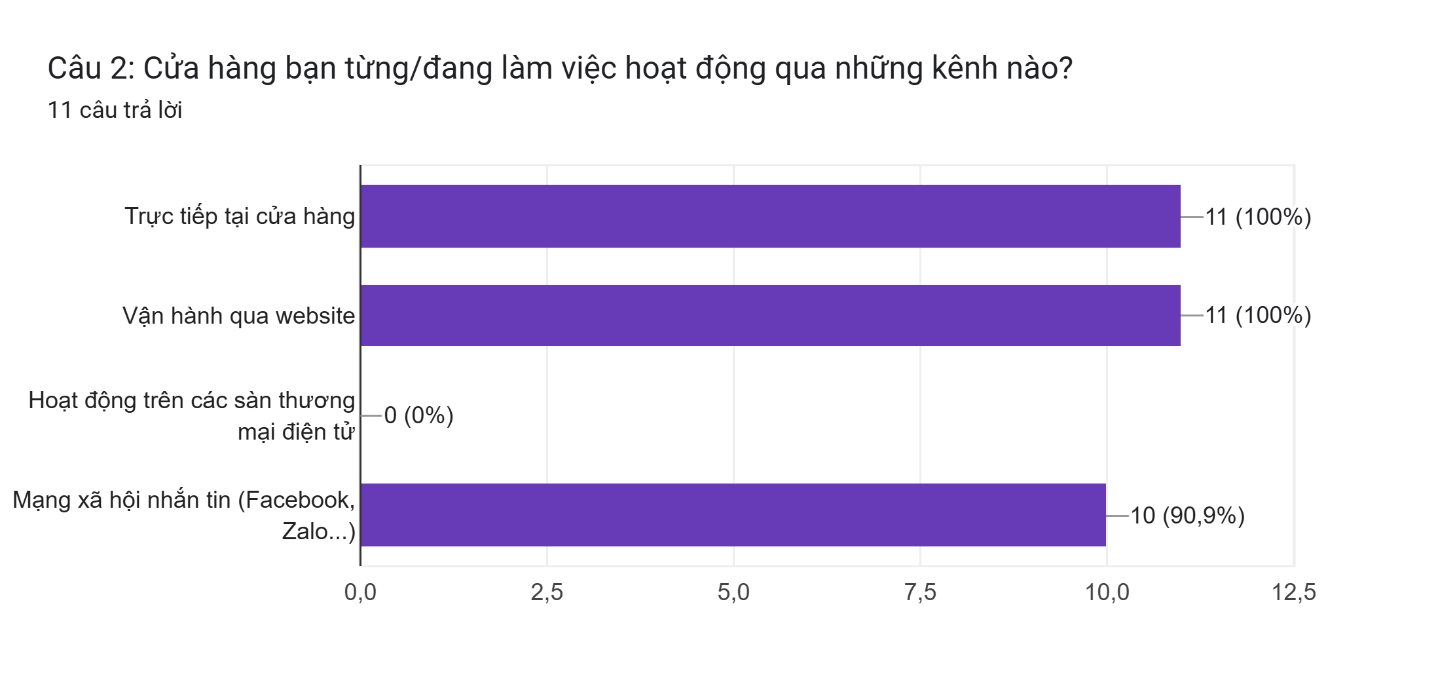 Câu 2: Cửa hàng bạn từng/đang làm việc hoạt động qua những kênh nào?
11 câu trả lời
Trực tiếp tại cửa hàng
11 (100%)
Vận hành qua website
11 (100%)
Hoạt động trên các sàn thương
mại điện tử
0 (0%)
Mạng xã hội nhắn tin (Facebook,
Zalo...)
10 (90,9%)
0,0 2,5 5,0 7,5 10,0 12,5